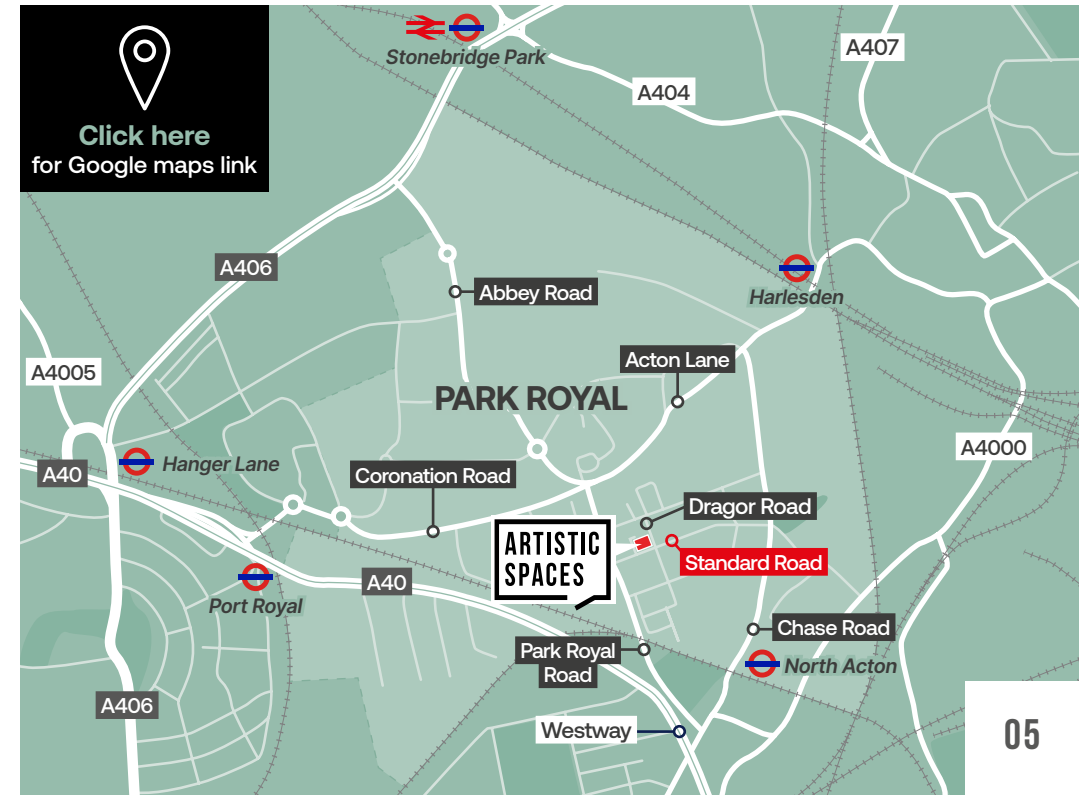 Click here
for Google maps link
Stonebridge Park
A407
A404
A406
Harlesden
Abbey Road
Acton Lane
A4005
PARK ROYAL
A4000
A40
Hanger Lane
Coronation Road
Dragor Road
ARTISTIC
SPACES
Standard Road
A40
Port Royal
Chase Road
Park Royal
Road
North Acton
A406
Westway
05